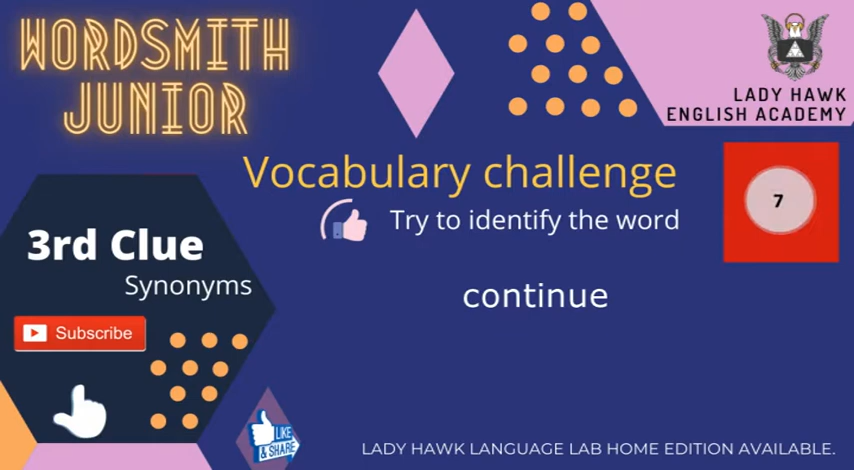 WORDSMITH
JUNIOR
LADY HAWK
ENGLISH ACADEMY
Vocabulary challenge
7
Try to identify the word
3rd Clue
Synonyms
continue
Subscribe
LIKE
& SHARE
LADY HAWK LANGUAGE LAB HOME EDITION AVAILABLE.